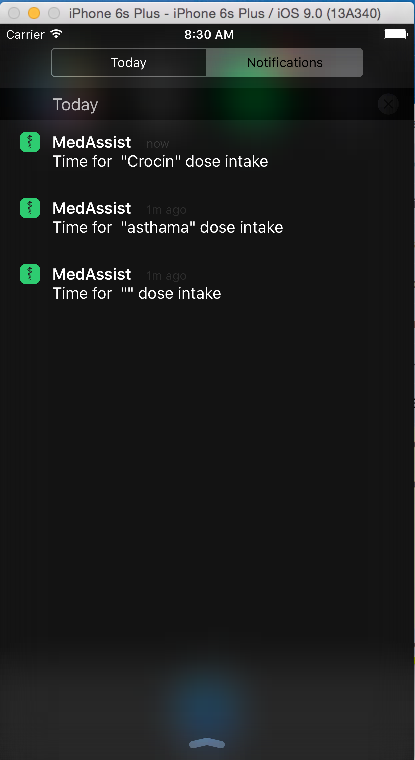 iPhone 6s Plus - iPhone 6s Plus / iOS 9.0 (13A340)
Carrier 8:30 AM
Today Notifications
Today
MedAssist now
Time for "Crocin" dose intake
MedAssist 1m ago
Time for "asthama" dose intake
MedAssist 1m ago
Time for "" dose intake